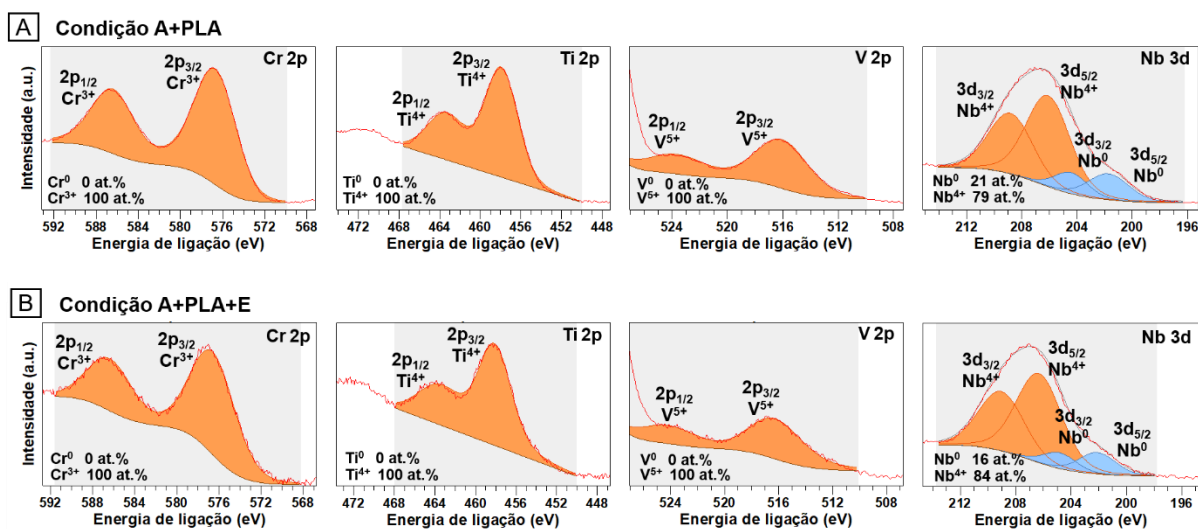 A Condição A+PLA
Intensidade (a.u.)
Cr 2p
2p1/2
Cr3+
2p3/2
Cr3+
Cr0 0 at.%
Cr3+ 100 at.%
592 588 584 580 576 572 568
Energia de ligação (eV)
Ti 2p
2p1/2
Ti4+
2p3/2
Ti4+
Ti0 0 at.%
Ti4+ 100 at.%
472 468 464 460 456 452 448
Energia de ligação (eV)
V 2p
2p1/2
V5+
2p3/2
V5+
V0 0 at.%
V5+ 100 at.%
524 520 516 512 508
Energia de ligação (eV)
Nb 3d
3d3/2
Nb4+
3d5/2
Nb4+
3d3/2
Nb0
3d5/2
Nb0
Nb0 21 at.%
Nb4+ 79 at.%
212 208 204 200 196
Energia de ligação (eV)
B Condição A+PLA+E
Intensidade (a.u.)
Cr 2p
2p1/2
Cr3+
2p3/2
Cr3+
Cr0 0 at.%
Cr3+ 100 at.%
588 584 580 576 572 568
Energia de ligação (eV)
Ti 2p
2p1/2
Ti4+
2p3/2
Ti4+
Ti0 0 at.%
Ti4+ 100 at.%
472 468 464 460 456 452 448
Energia de ligação (eV)
V 2p
2p1/2
V5+
2p3/2
V5+
V0 0 at.%
V5+ 100 at.%
524 520 516 512 508
Energia de ligação (eV)
Nb 3d
3d3/2
Nb4+
3d5/2
Nb4+
3d3/2
Nb0
3d5/2
Nb0
Nb0 16 at.%
Nb4+ 84 at.%
212 208 204 200 196
Energia de ligação (eV)